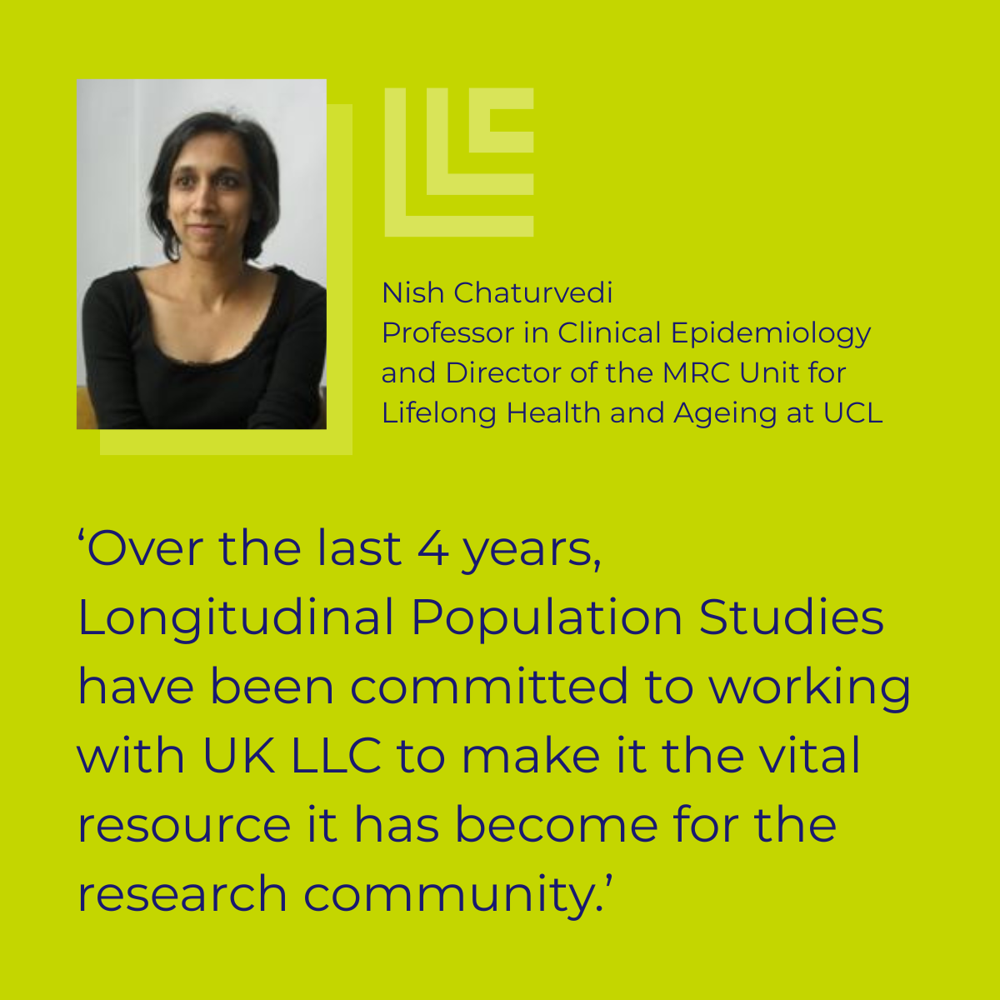 Nish Chaturvedi
Professor in Clinical Epidemiology
and Director of the MRC Unit for
Lifelong Health and Ageing at UCL
‘Over the last 4 years,
Longitudinal Population Studies
have been committed to working
with UK LLC to make it the vital
resource it has become for the
research community.’